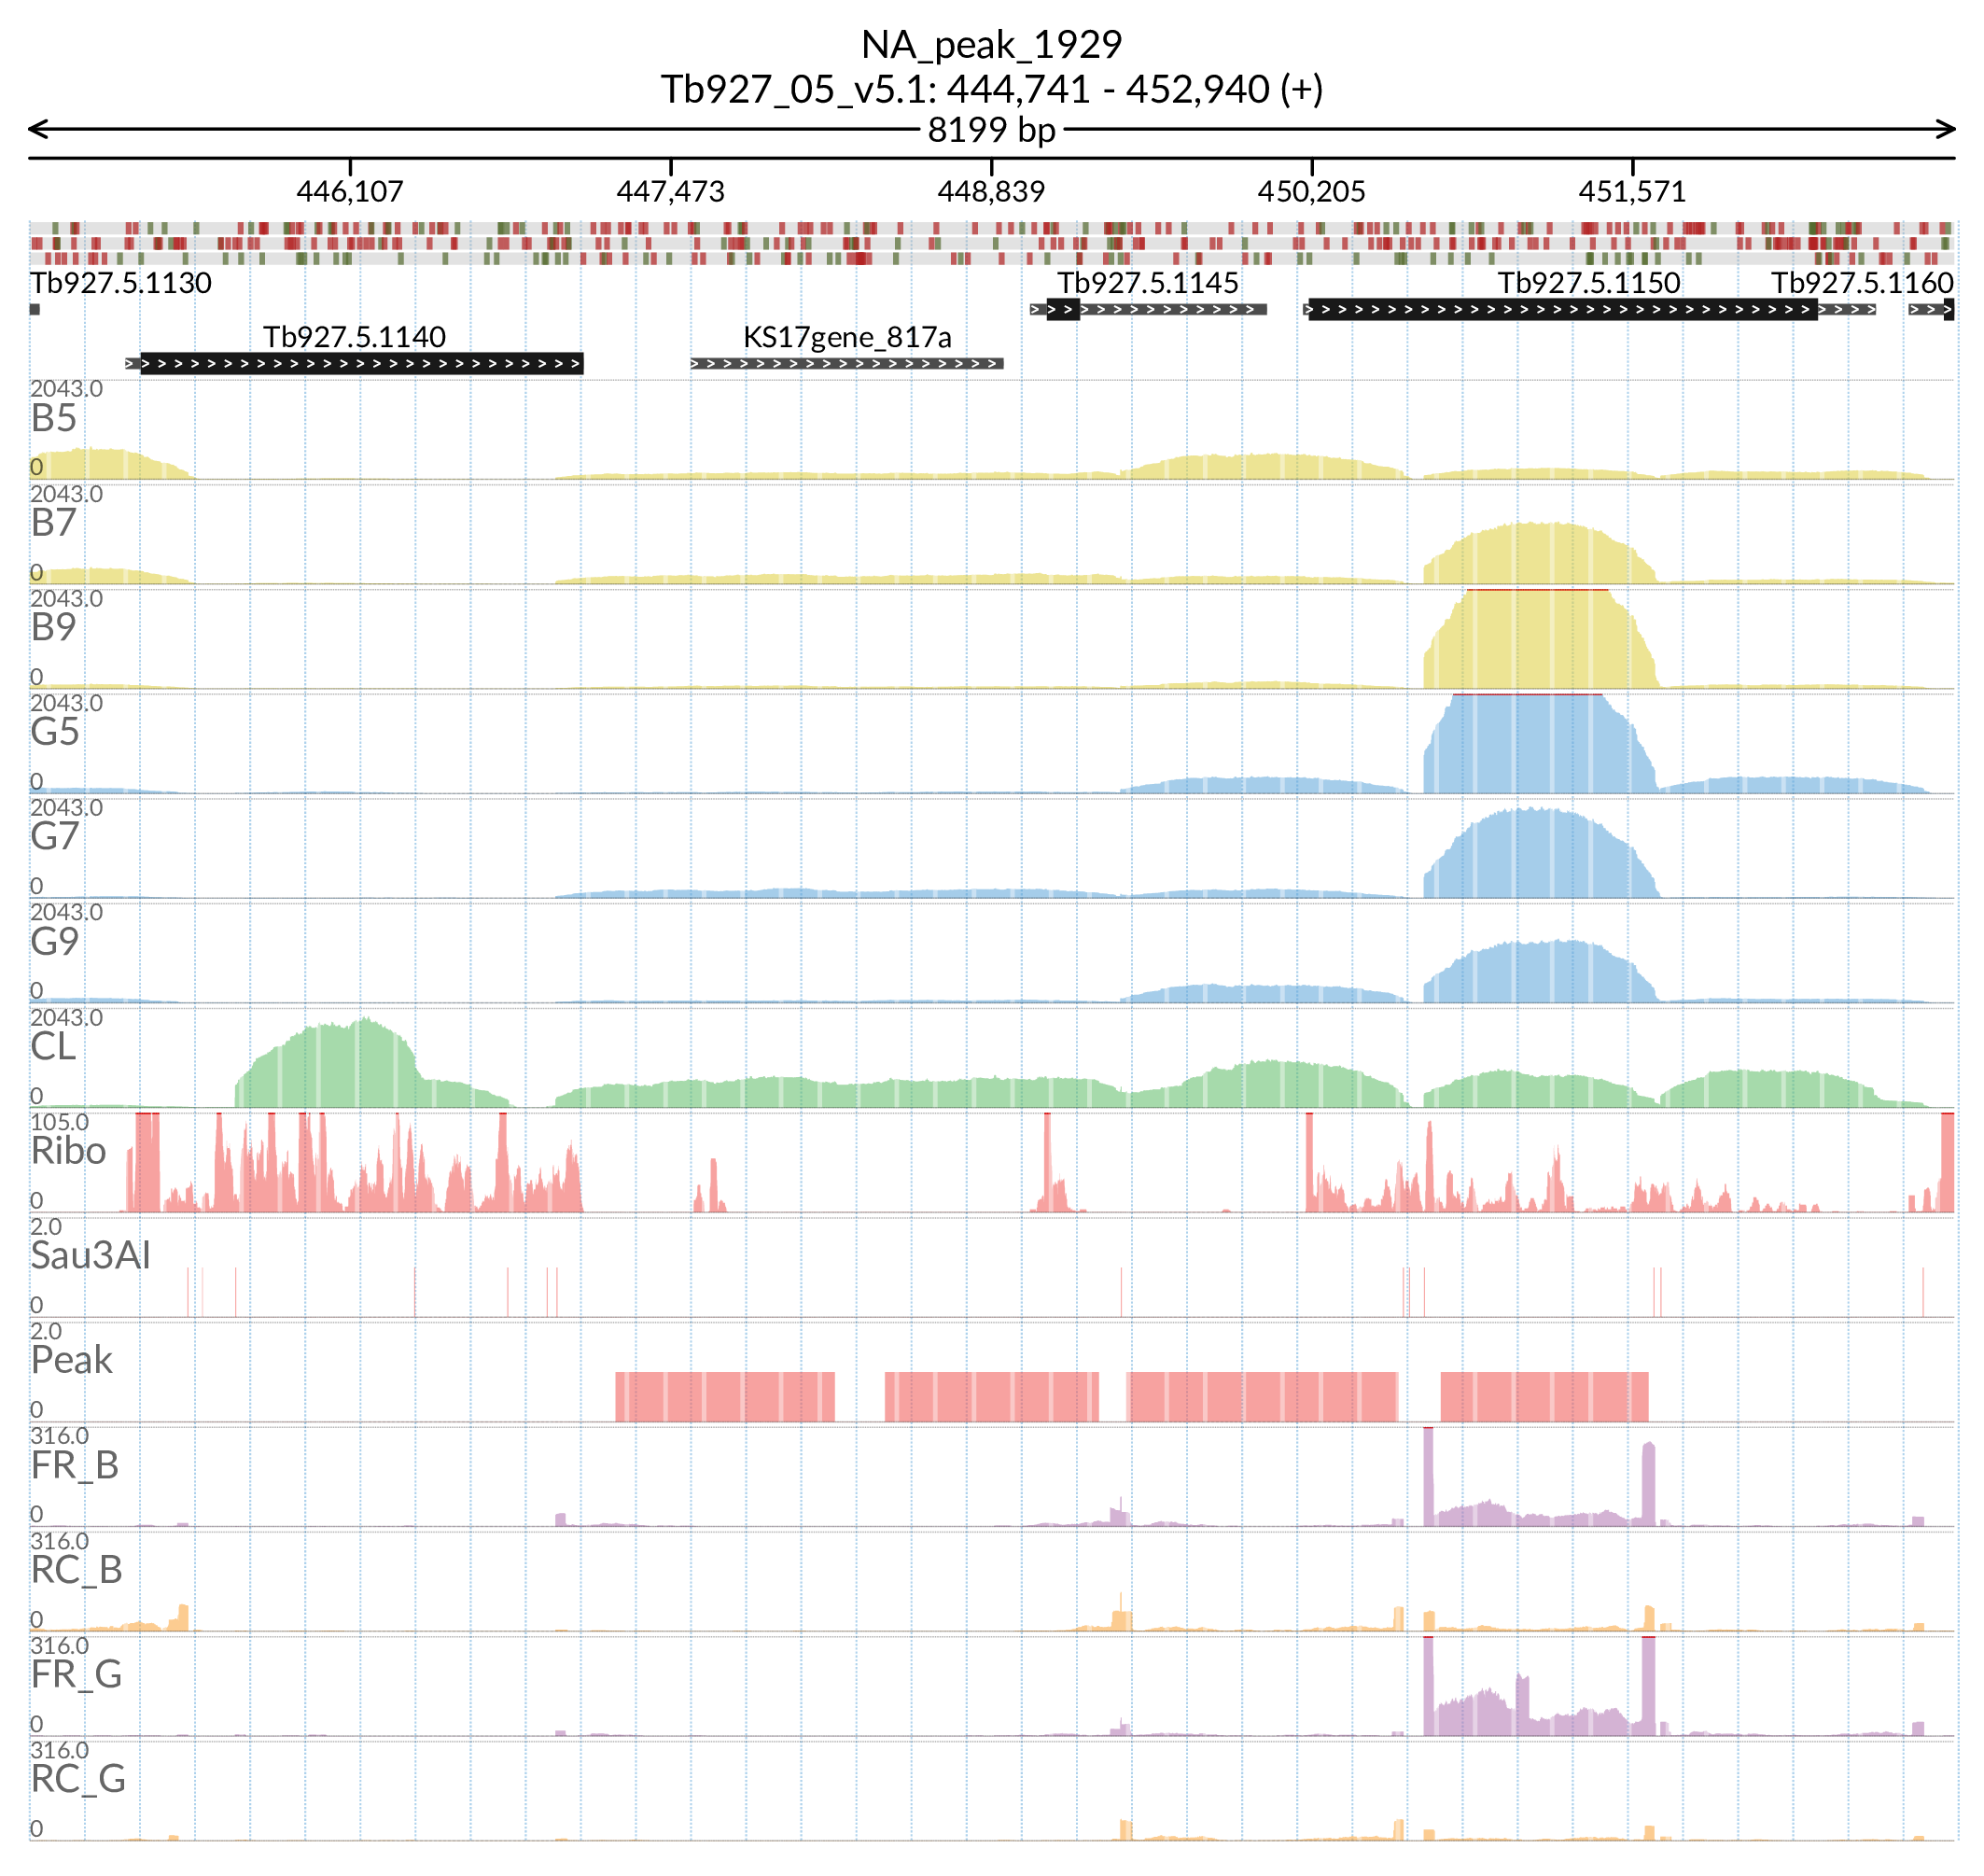 NA_peak_1929
Tb927_05_v5.1: 444,741 - 452,940 (+)
8199 bp
446,107 447,473 448,839 450,205 451,571
Tb927.5.1130 Tb927.5.1145 Tb927.5.1150 Tb927.5.1160
Tb927.5.1140 KS17gene_817a
2043.0
B5
0
2043.0
B7
0
2043.0
B9
0
2043.0
G5
0
2043.0
G7
0
2043.0
G9
0
2043.0
CL
0
105.0
Ribo
0
2.0
Sau3AI
0
2.0
Peak
0
316.0
FR_B
0
316.0
RC_B
0
316.0
FR_G
0
316.0
RC_G
0